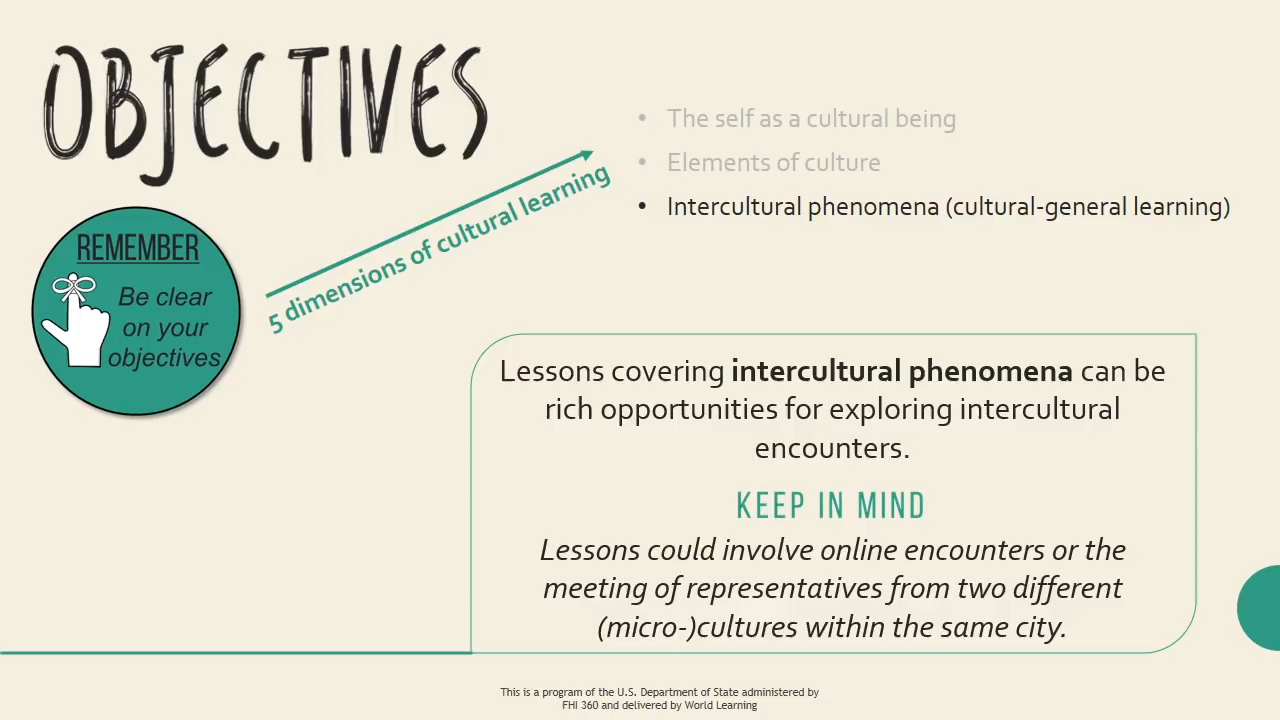 OBJECTIVES
• The self as a cultural being
• Elements of culture
• Intercultural phenomena (cultural-general learning)
5 dimensions of cultural learning
REMEMBER
Be clear
on your
objectives
Lessons covering intercultural phenomena can be
rich opportunities for exploring intercultural
encounters.
KEEP IN MIND
Lessons could involve online encounters or the
meeting of representatives from two different
(micro-)cultures within the same city.
This is a program of the U.S. Department of State administered by
FHI 360 and delivered by World Learning